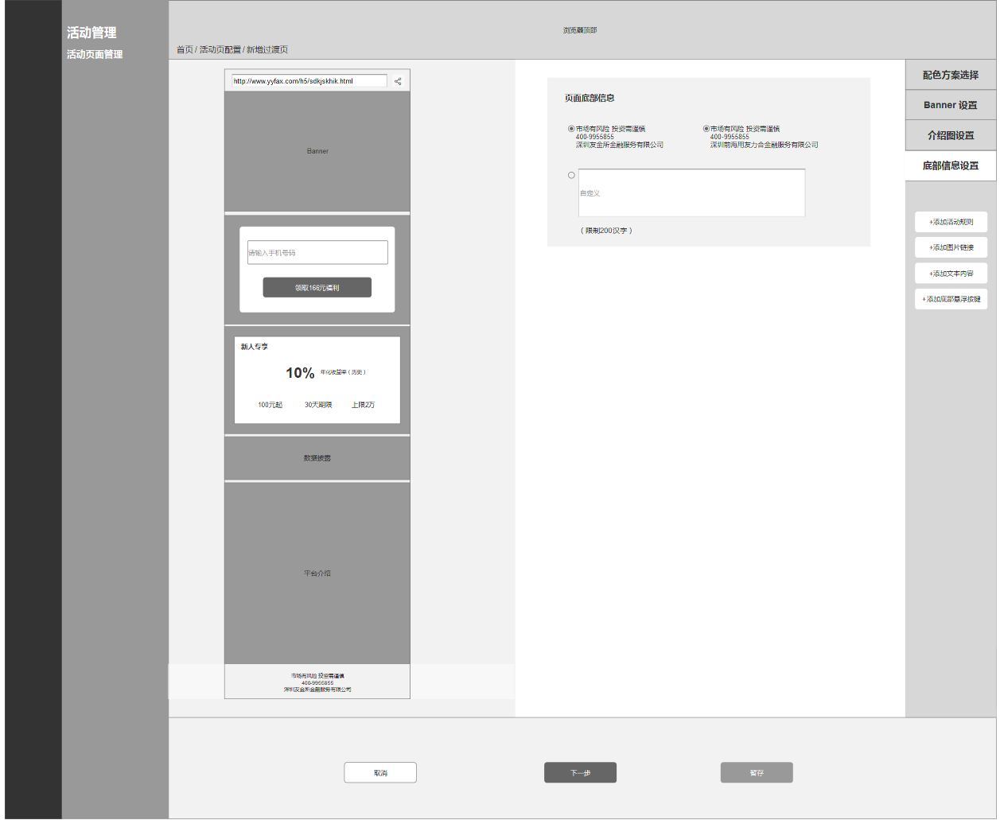 活动管理
活动页面管理
浏览器顶部
首页 / 活动页配置 / 新增过渡页
http://www.yyfax.com/h5/sdkjskhik.html
Banner
请输入手机号码
领取166元福利
新人专享
10% 年化收益率（历史）
100元起 30天期限 上限2万
数据披露
平台介绍
市场有风险 投资需谨慎
400-9955855
深圳友金所金融服务有限公司
页面底部信息
市场有风险 投资需谨慎
400-9955855
深圳友金所金融服务有限公司
市场有风险 投资需谨慎
400-9955855
深圳前海用友力合金融服务有限公司
自定义
（限制200汉字）
配色方案选择
Banner 设置
介绍图设置
底部信息设置
+添加活动规则
+添加图片链接
+添加文本内容
+添加底部悬浮按键
取消
下一步
暂存